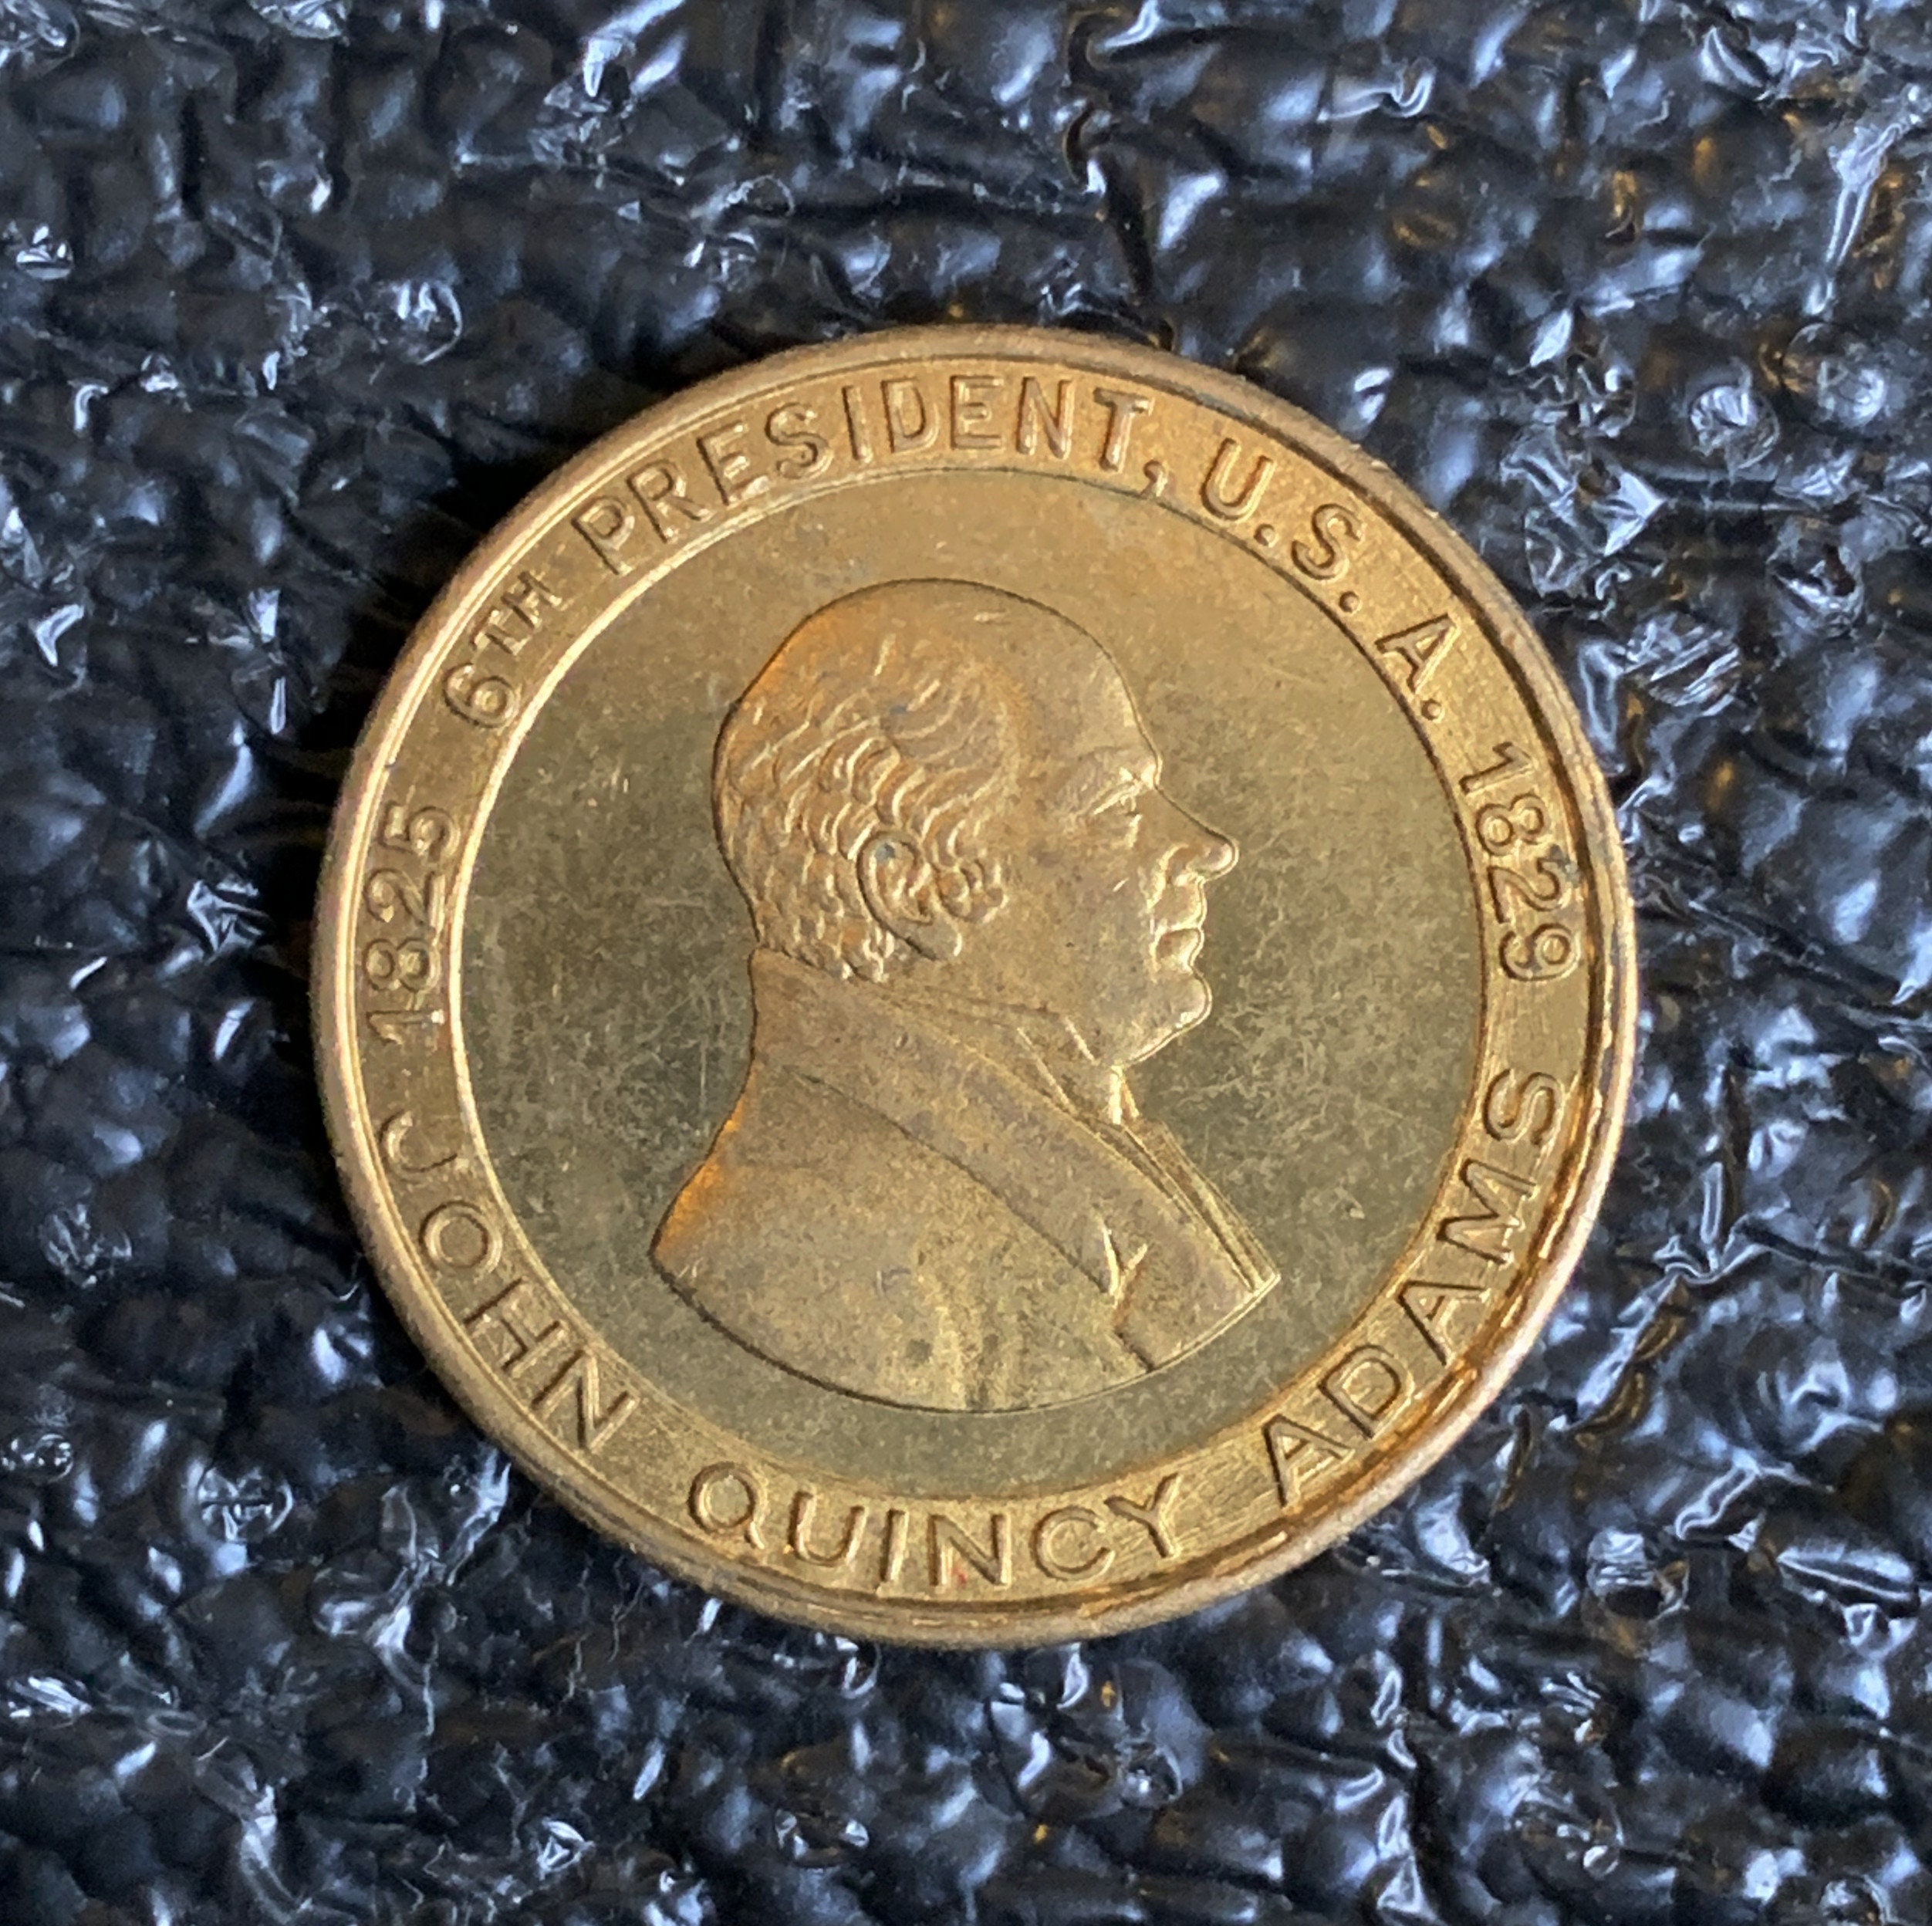 1825 6TH PRESIDENT, U.S.A. 1829
JOHN QUINCY ADAMS